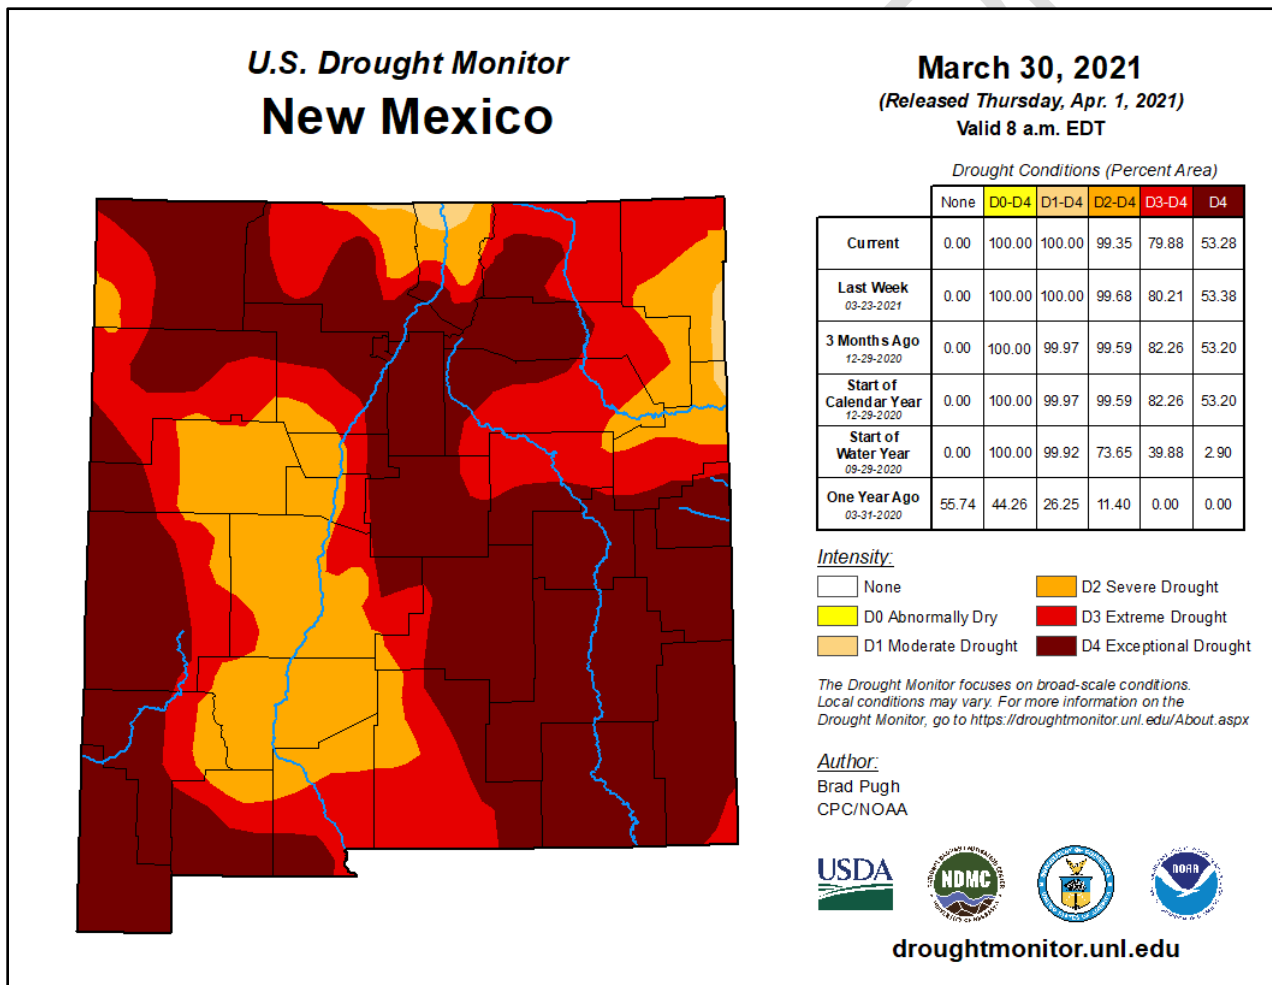 U.S. Drought Monitor
New Mexico
March 30, 2021
(Released Thursday, Apr. 1, 2021)
Valid 8 a.m. EDT
Drought Conditions (Percent Area)
None D0-D4 D1-D4 D2-D4 D3-D4 D4
Current 0.00 100.00 100.00 99.35 79.88 53.28
Last Week
03-23-2021 0.00 100.00 100.00 99.68 80.21 53.38
3 Months Ago
12-29-2020 0.00 100.00 99.97 99.59 82.26 53.20
Start of
Calendar Year
12-29-2020 0.00 100.00 99.97 99.59 82.26 53.20
Start of
Water Year
09-29-2020 0.00 100.00 99.92 73.65 39.88 2.90
One Year Ago
03-31-2020 55.74 44.26 26.25 11.40 0.00 0.00
Intensity:
None
D0 Abnormally Dry
D1 Moderate Drought
D2 Severe Drought
D3 Extreme Drought
D4 Exceptional Drought
The Drought Monitor focuses on broad-scale conditions.
Local conditions may vary. For more information on the
Drought Monitor, go to https://droughtmonitor.unl.edu/About.aspx
Author:
Brad Pugh
CPC/NOAA
USDA
NDMC
NOAA
droughtmonitor.unl.edu